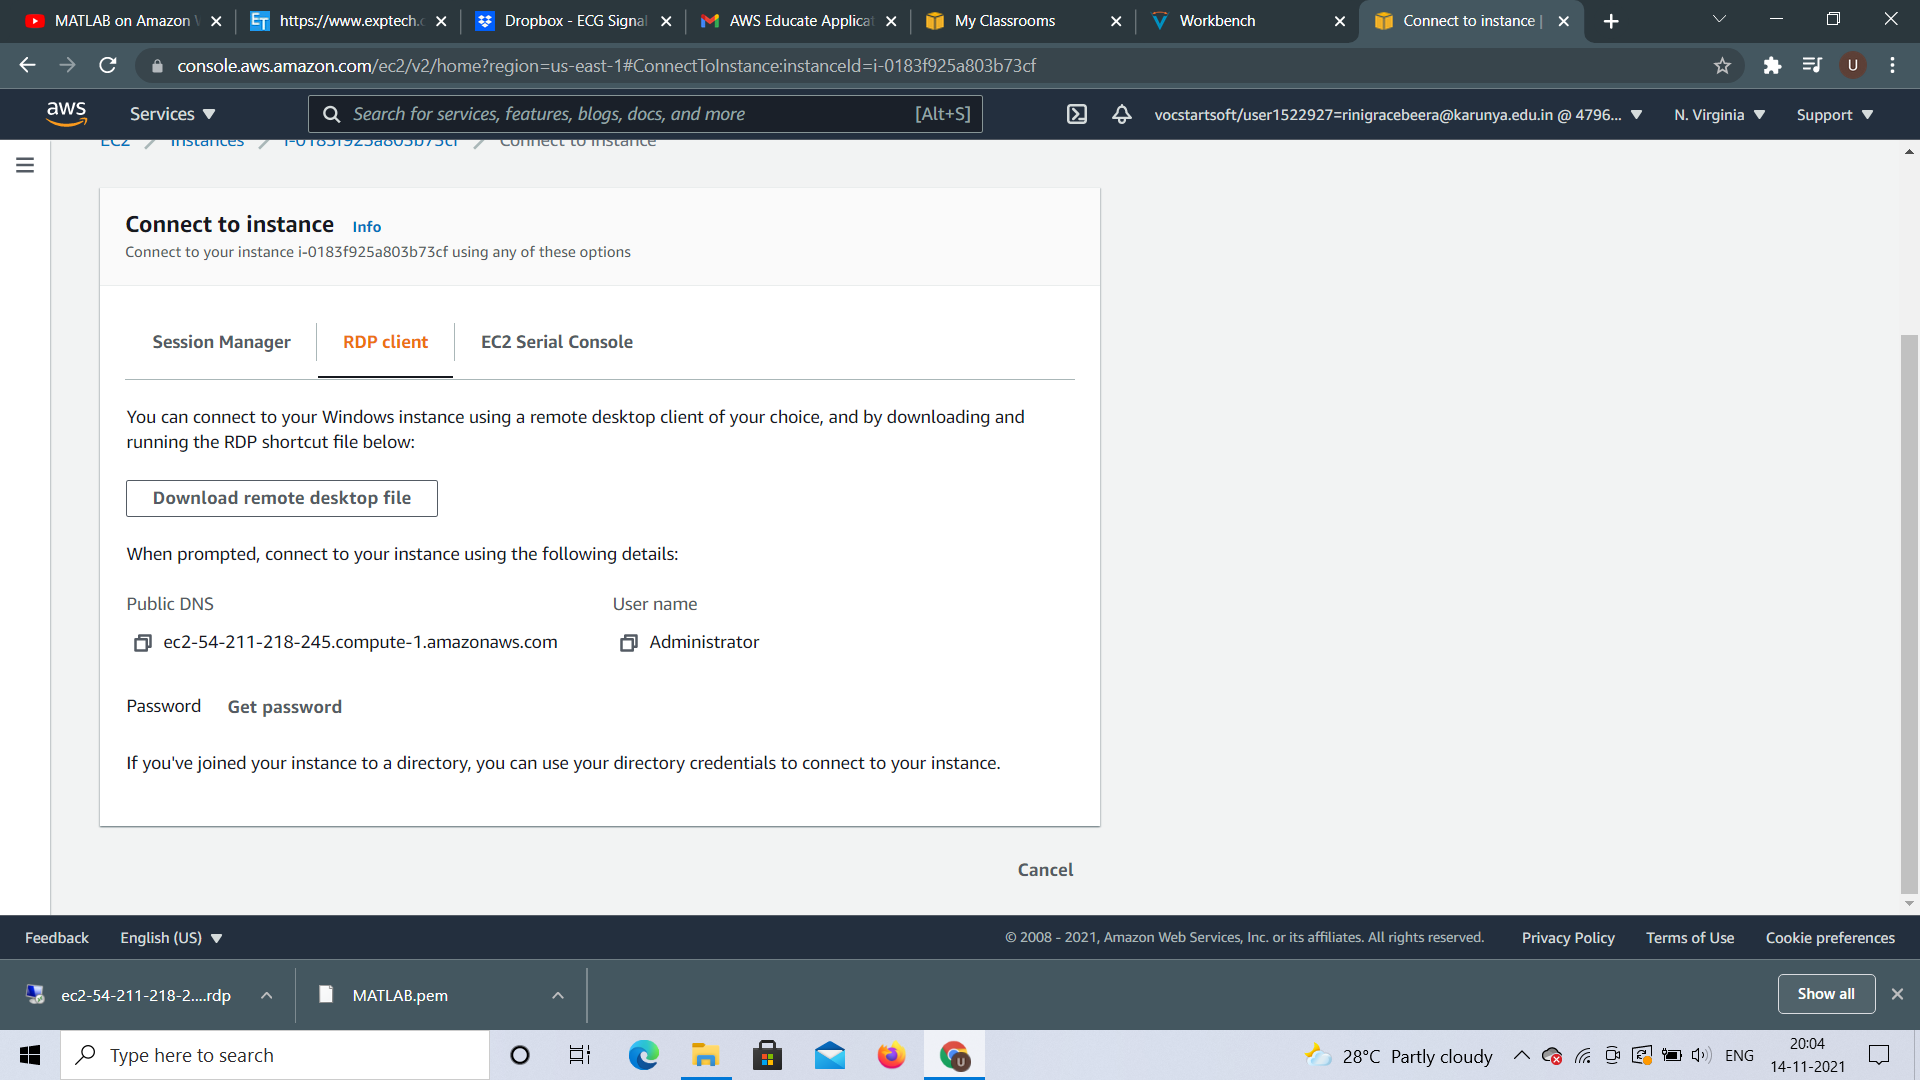 MATLAB on Amazon
https://www.exptech.c
Dropbox - ECG Signal
AWS Educate Applicat
My Classrooms
Workbench
Connect to instance |
console.aws.amazon.com/ec2/v2/home?region=us-east-1#ConnectToInstance:instanceId=i-0183f925a803b73cf
U
aws
Services
Search for services, features, blogs, docs, and more
[Alt+S]
vocstartsoft/user1522927=rinigracebeera@karunya.edu.in @ 4796...
N. Virginia
Support
EC2 / Instances / i-0183f925a803b73cf / Connect to instance
Connect to instance Info
Connect to your instance i-0183f925a803b73cf using any of these options
Session Manager
RDP client
EC2 Serial Console
You can connect to your Windows instance using a remote desktop client of your choice, and by downloading and
running the RDP shortcut file below:
Download remote desktop file
When prompted, connect to your instance using the following details:
Public DNS
User name
ec2-54-211-218-245.compute-1.amazonaws.com
Administrator
Password Get password
If you've joined your instance to a directory, you can use your directory credentials to connect to your instance.
Cancel
Feedback
English (US)
© 2008 - 2021, Amazon Web Services, Inc. or its affiliates. All rights reserved.
Privacy Policy
Terms of Use
Cookie preferences
ec2-54-211-218-2....rdp
MATLAB.pem
Show all
Type here to search
28°C Partly cloudy
ENG
20:04
14-11-2021